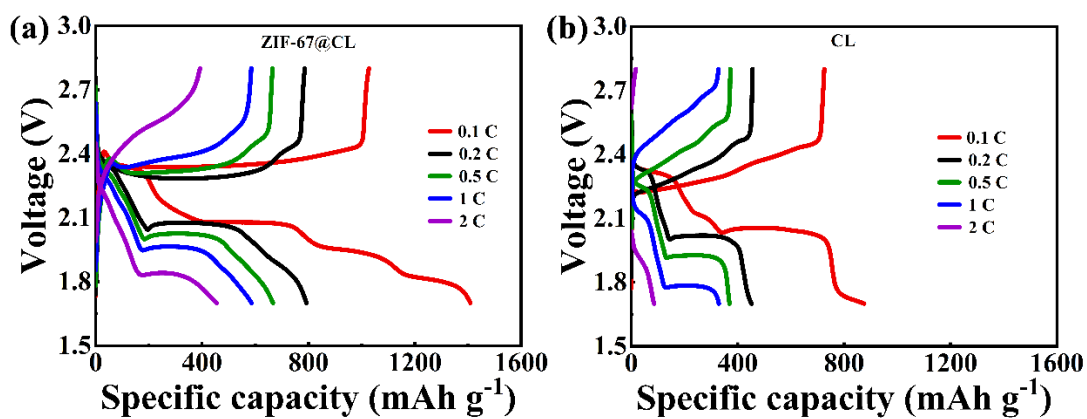 (a)
ZIF-67@CL
Voltage (V)
3.0
2.7
2.4
2.1
1.8
1.5
0.1 C
0.2 C
0.5 C
1 C
2 C
0 400 800 1200 1600
Specific capacity (mAh g⁻¹)
(b)
CL
Voltage (V)
3.0
2.7
2.4
2.1
1.8
1.5
0.1 C
0.2 C
0.5 C
1 C
2 C
0 400 800 1200 1600
Specific capacity (mAh g⁻¹)